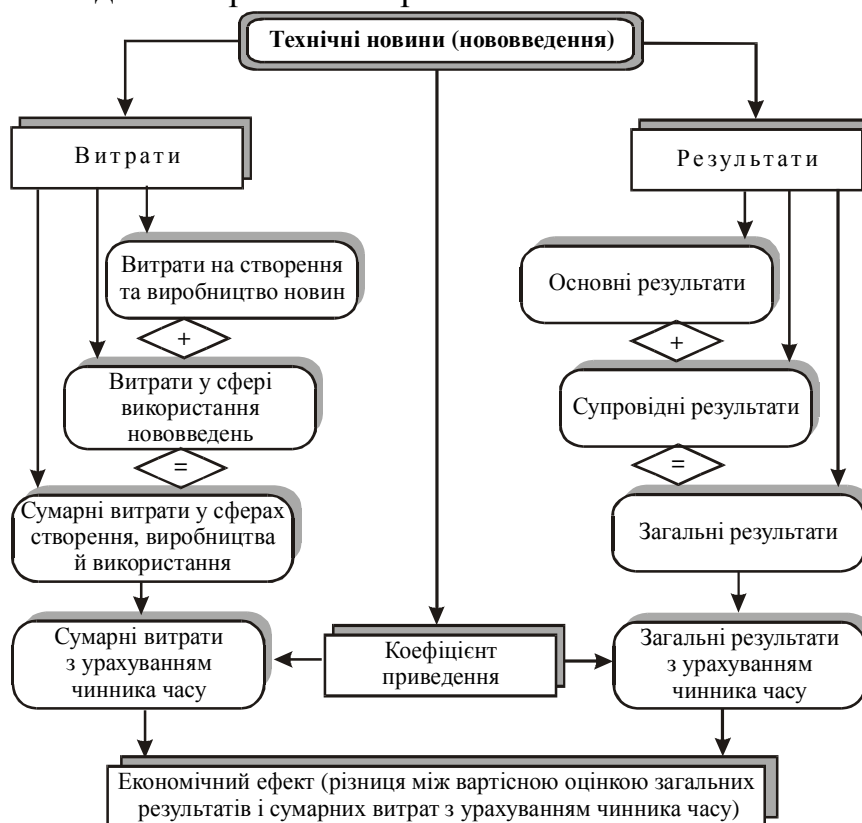 Технічні новини (нововведення)
Витрати
Результати
Витрати на створення
та виробництво новин
+
Витрати у сфері
використання
нововведень
=
Сумарні витрати у сферах
створення, виробництва
й використання
Сумарні витрати
з урахуванням
чинника часу
Коефіцієнт
приведення
Основні результати
+
Супровідні результати
=
Загальні результати
Загальні результати
з урахуванням
чинника часу
Економічний ефект (різниця між вартісною оцінкою загальних
результатів і сумарних витрат з урахуванням чинника часу)